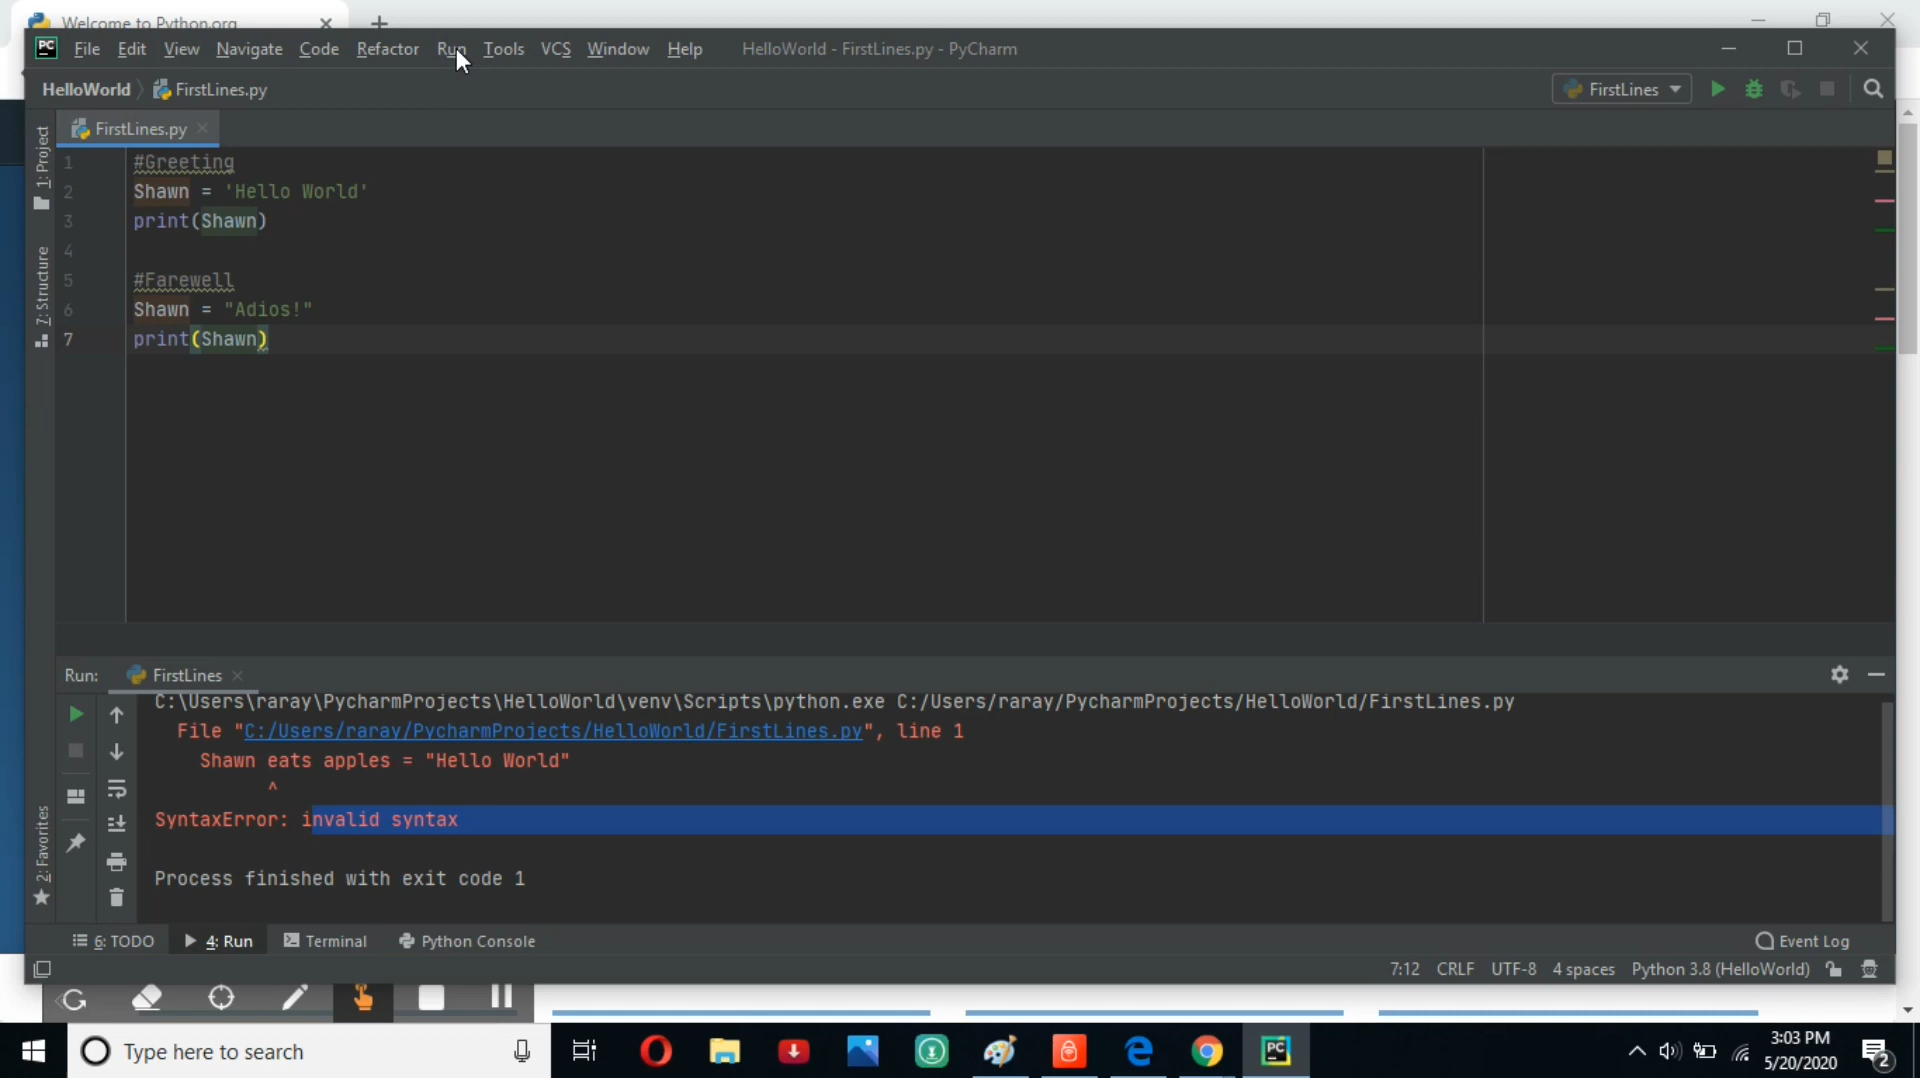 Welcome to Python.org
PC File Edit View Navigate Code Refactor Run Tools VCS Window Help HelloWorld - FirstLines.py - PyCharm
HelloWorld FirstLines.py FirstLines
FirstLines.py
1: Project
7: Structure
2: Favorites
1 #Greeting
2 Shawn = 'Hello World'
3 print(Shawn)
4
5 #Farewell
6 Shawn = "Adios!"
7 print(Shawn)
Run: FirstLines
C:\Users\raray\PycharmProjects\HelloWorld\venv\Scripts\python.exe C:/Users/raray/PycharmProjects/HelloWorld/FirstLines.py
File "C:/Users/raray/PycharmProjects/HelloWorld/FirstLines.py", line 1
Shawn eats apples = "Hello World"
^
SyntaxError: invalid syntax
Process finished with exit code 1
6: TODO 4: Run Terminal Python Console Event Log
7:12 CRLF UTF-8 4 spaces Python 3.8 (HelloWorld)
Type here to search PC 3:03 PM
5/20/2020 2